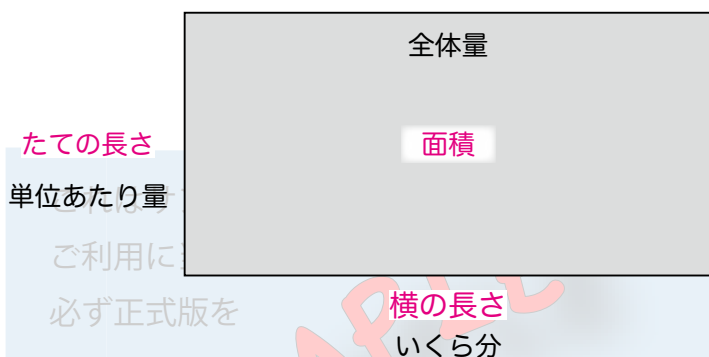 全体量
面積
たての長さ
単位あたり量
ご利用に
必ず正式版を
横の長さ
いくら分